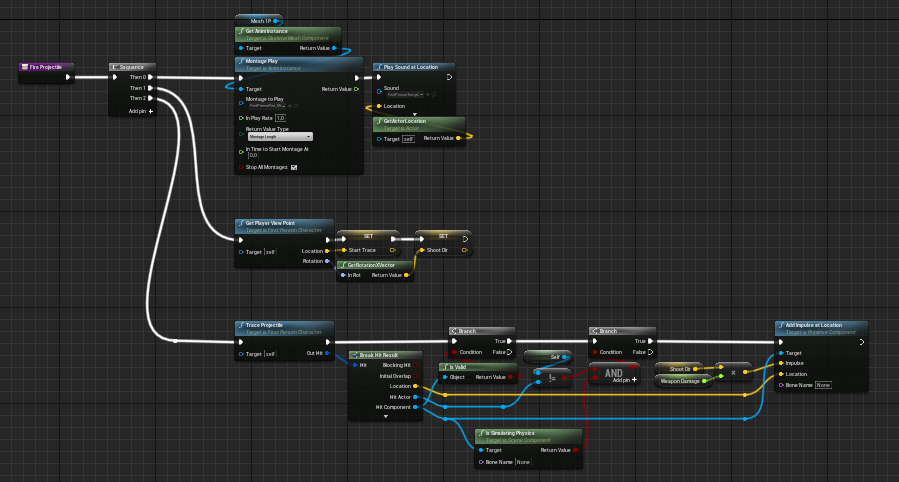 Mesh 1P
Get AnimInstance
Target is Skeletal Mesh Component
Target Return Value
Fire Projectile
Sequence
Then 0
Then 1
Then 2
Add pin
Montage Play
Target is AnimInstance
Target Return Value
Montage to Play
In Play Rate 1.0
Return Value Type
Montage Length
In Time to Start Montage At
0.0
Stop All Montages
Play Sound at Location
Sound
Location
GetActorLocation
Target is Actor
Target self Return Value
Get Player View Point
Target is First Person Character
Target self Location
Rotation
SET
Start Trace
SET
Shoot Dir
GetRotationXVector
In Rot Return Value
Trace Projectile
Target is First Person Character
Target self Out Hit
Break Hit Result
Hit Blocking Hit
Initial Overlap
Location
Hit Actor
Hit Component
Branch
True
Condition False
Is Valid
Object Return Value
Self
!=
Branch
True
Condition False
AND
Add pin
Shoot Dir
Weapon Damage
×
Add Impulse at Location
Target is Primitive Component
Target
Impulse
Location
Bone Name None
Is Simulating Physics
Target is Scene Component
Target Return Value
Bone Name None